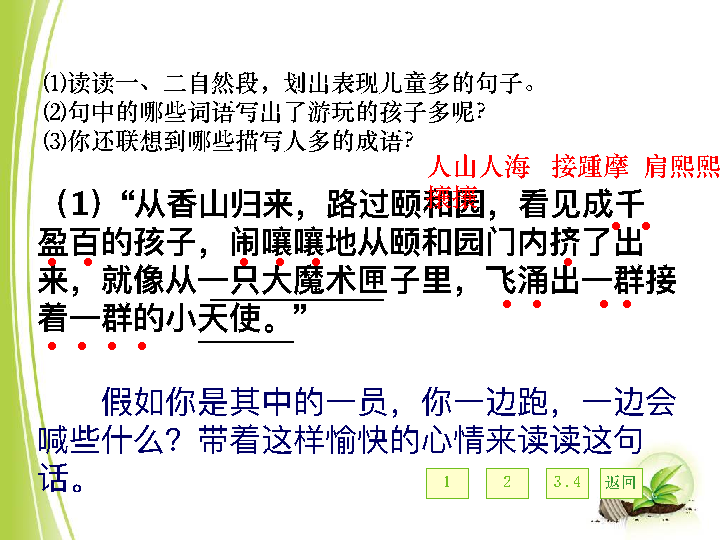 ⑴读读一、二自然段，划出表现儿童多的句子。
⑵句中的哪些词语写出了游玩的孩子多呢?
⑶你还联想到哪些描写人多的成语?
人山人海 接踵摩 肩熙熙
攘攘
（1）“从香山归来，路过颐和园，看见成千
盈百的孩子，闹嚷嚷地从颐和园门内挤了出
来，就像从一只大魔术匣子里，飞涌出一群接
着一群的小天使。”
假如你是其中的一员，你一边跑，一边会
喊些什么？带着这样愉快的心情来读读这句
话。
1 2 3.4 返回